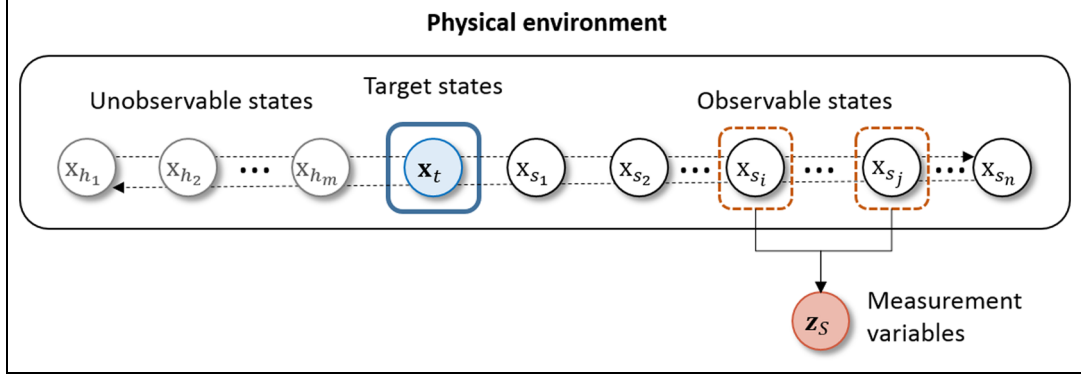 Physical environment
Target states
Unobservable states
Observable states
x_{h_1} x_{h_2} ... x_{h_m} x_t x_{s_1} x_{s_2} ... x_{s_i} ... x_{s_j} ... x_{s_n}
Measurement
variables
z_S